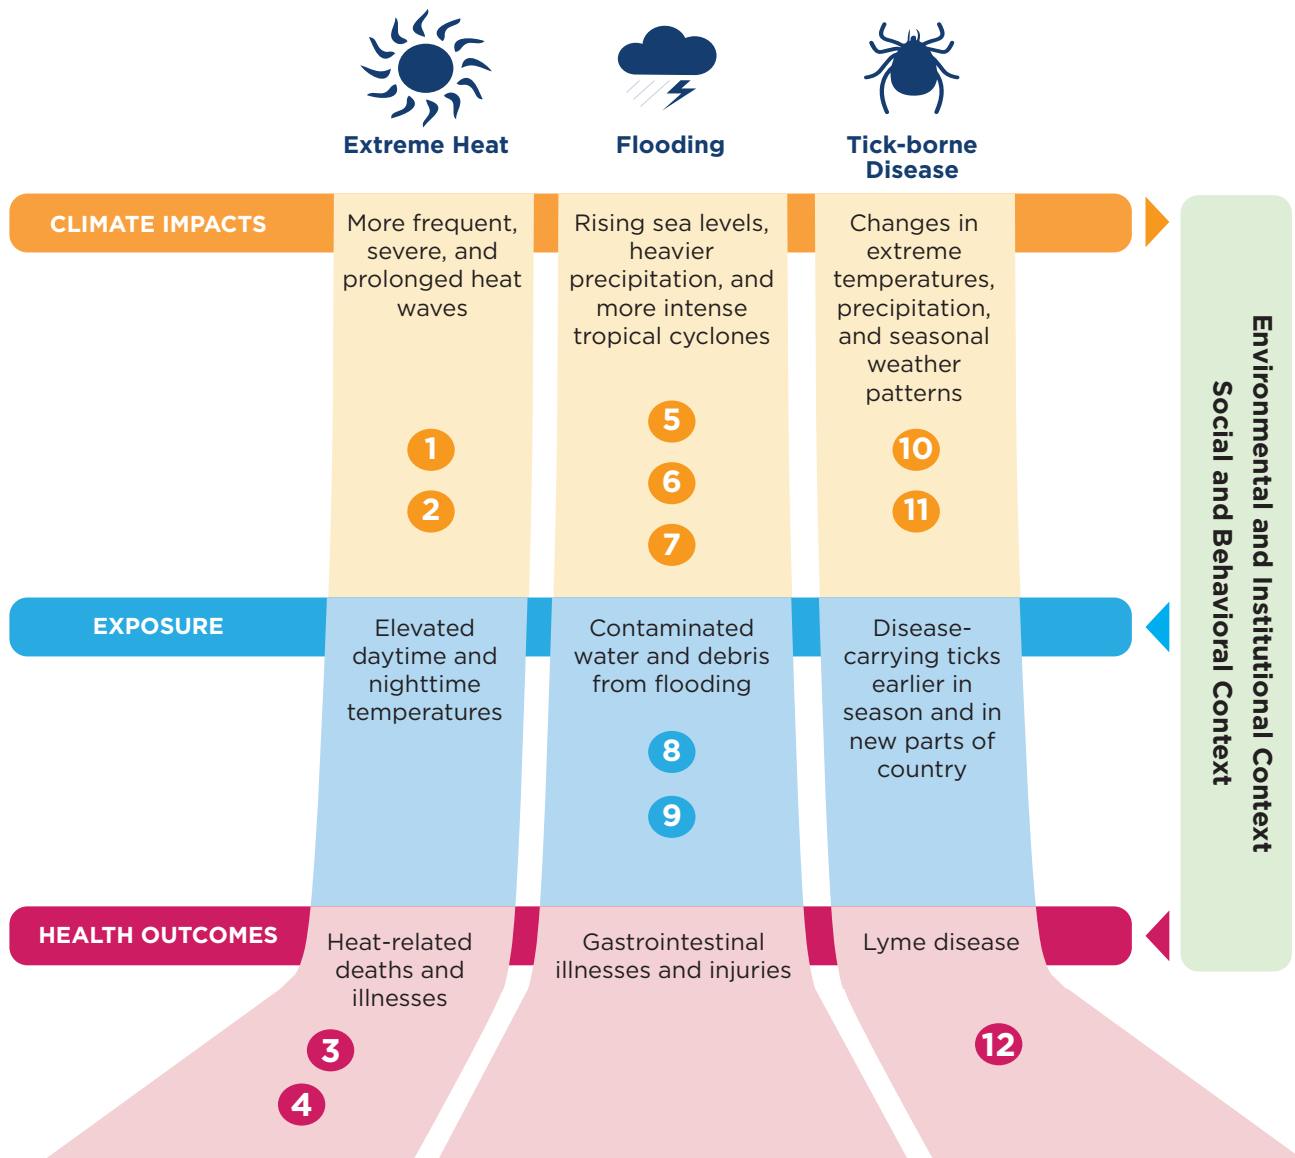 Extreme Heat
Flooding
Tick-borne
Disease
CLIMATE IMPACTS
More frequent,
severe, and
prolonged heat
waves
1
2
Rising sea levels,
heavier
precipitation, and
more intense
tropical cyclones
5
6
7
Changes in
extreme
temperatures,
precipitation,
and seasonal
weather
patterns
10
11
EXPOSURE
Elevated
daytime and
nighttime
temperatures
Contaminated
water and debris
from flooding
8
9
Disease-
carrying ticks
earlier in
season and in
new parts of
country
HEALTH OUTCOMES
Heat-related
deaths and
illnesses
3
4
Gastrointestinal
illnesses and injuries
Lyme disease
12
Environmental and Institutional Context
Social and Behavioral Context